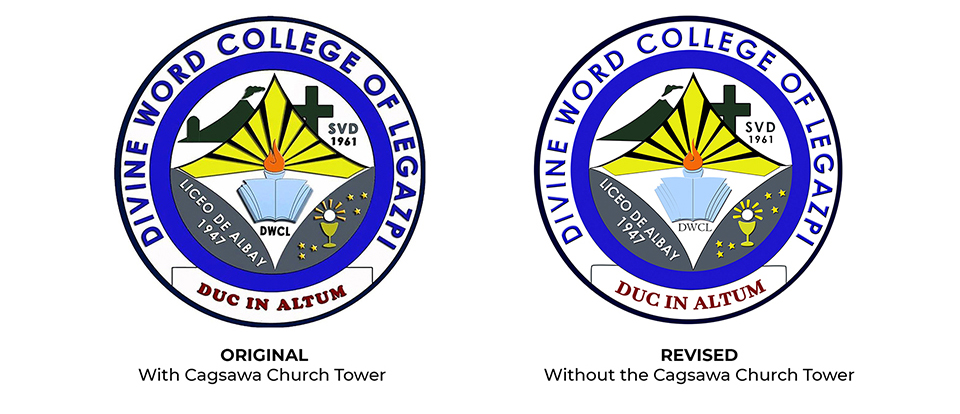 DIVINE WORD COLLEGE OF LEGAZPI
SVD
1961
LICEO DE ALBAY
1947
DWCL
DUC IN ALTUM
ORIGINAL
With Cagsawa Church Tower
DIVINE WORD COLLEGE OF LEGAZPI
SVD
1961
LICEO DE ALBAY
1947
DWCL
DUC IN ALTUM
REVISED
Without the Cagsawa Church Tower